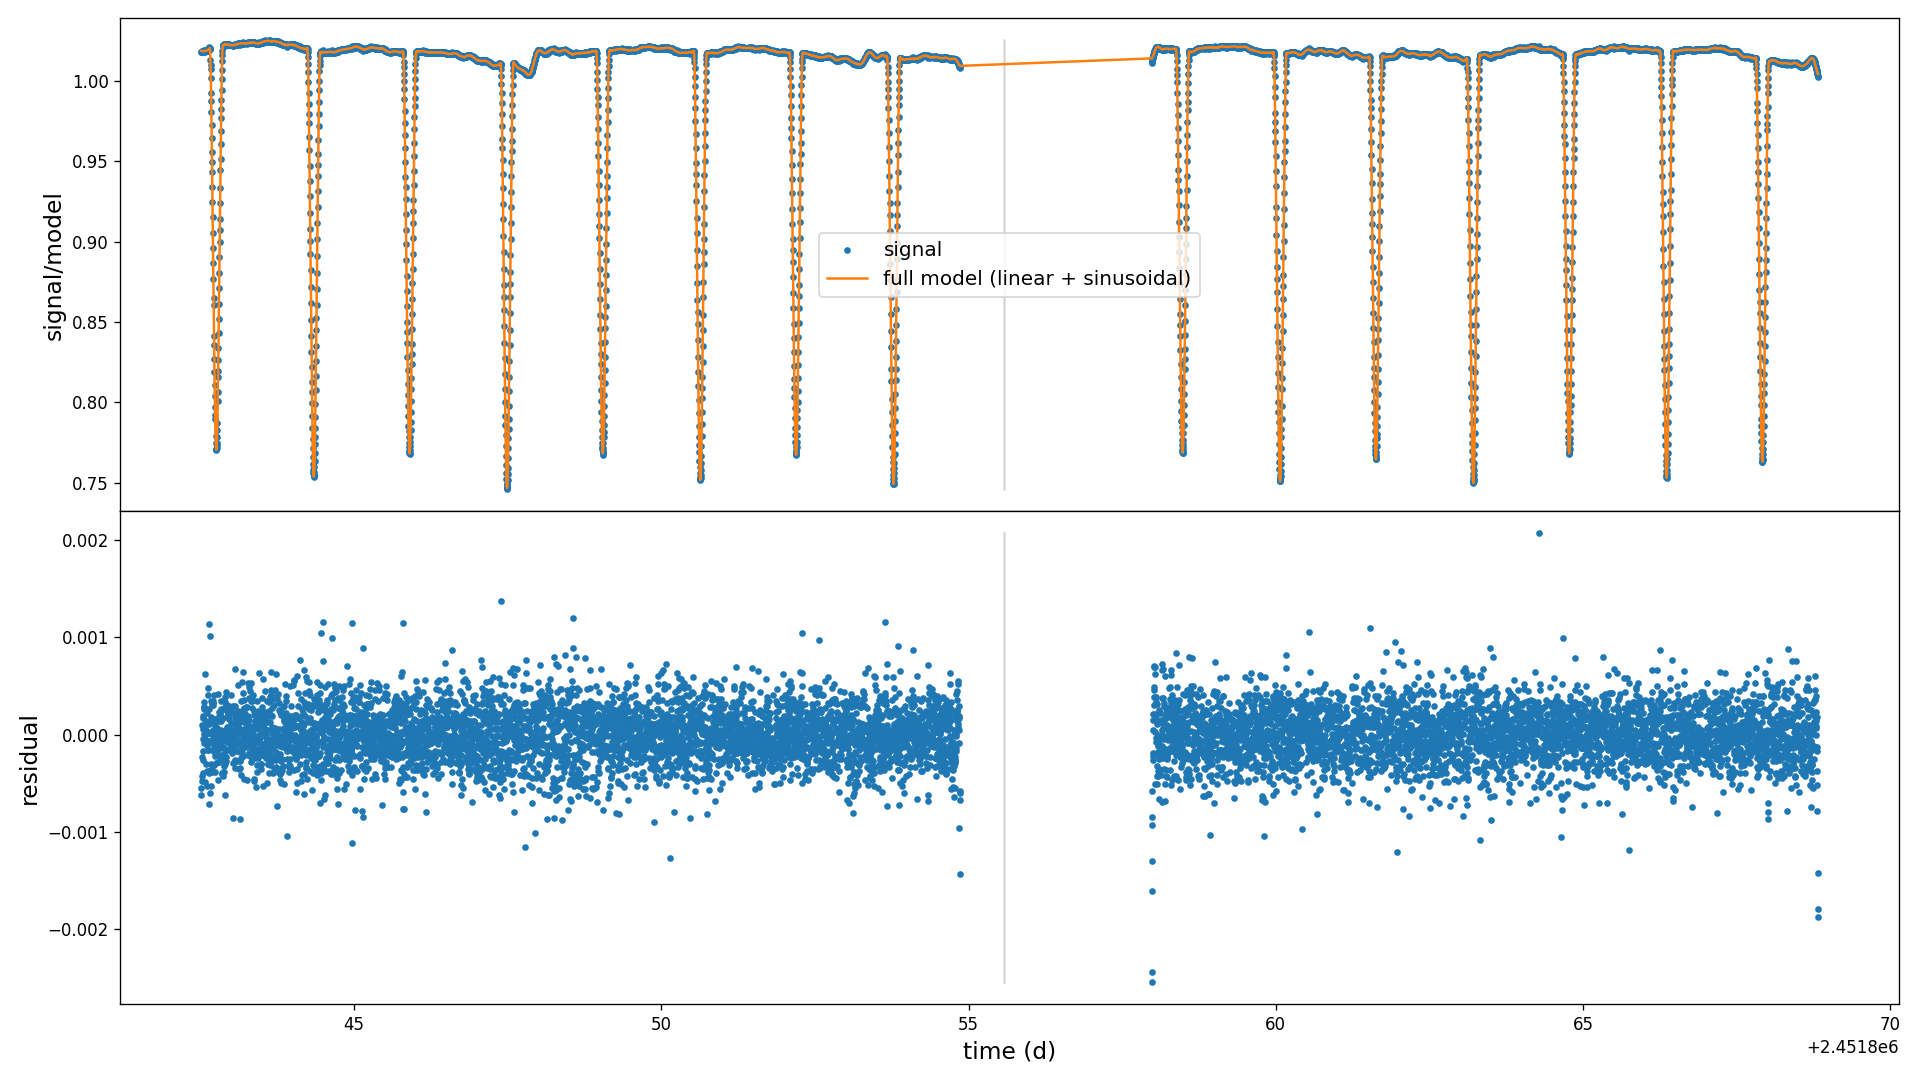 1.00
0.95
0.90
0.85
0.80
0.75
signal/model
signal
full model (linear + sinusoidal)
0.002
0.001
0.000
−0.001
−0.002
residual
45
50
55
60
65
70
time (d)
+2.4518e6